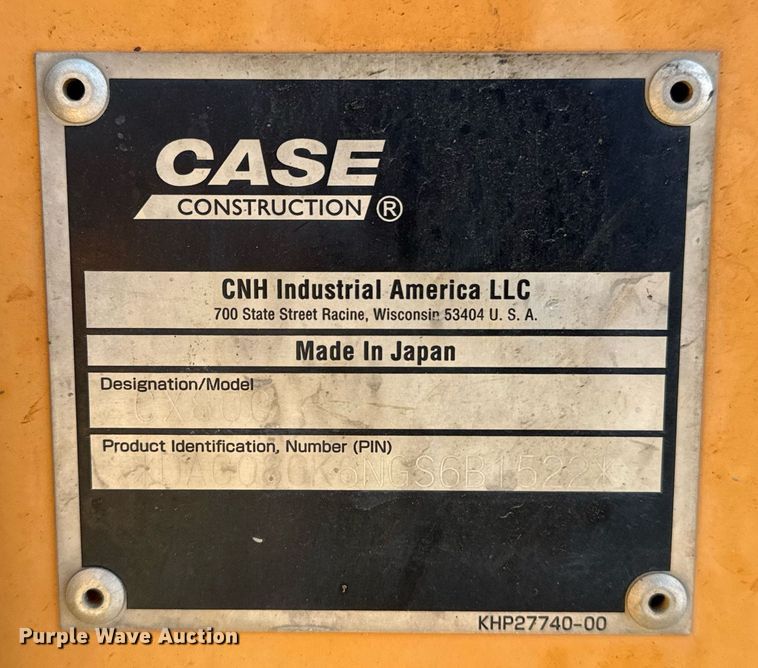 CASE
CONSTRUCTION ®
CNH Industrial America LLC
700 State Street Racine, Wisconsin 53404 U. S. A.
Made In Japan
Designation/Model
Product Identification, Number (PIN)
KHP27740-00
Purple Wave Auction